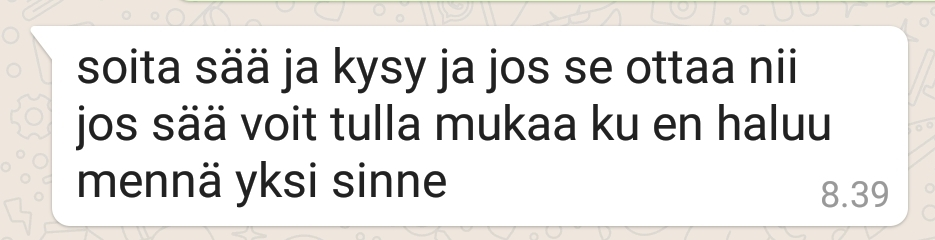 soita sää ja kysy ja jos se ottaa nii
jos sää voit tulla mukaa ku en haluu
mennä yksi sinne
8.39